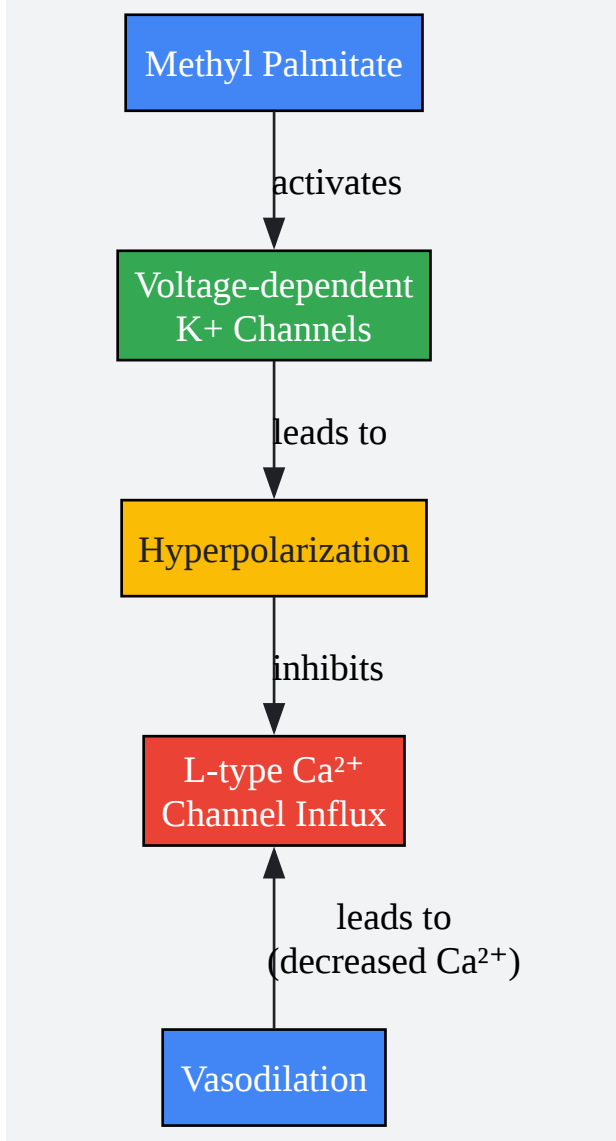 Methyl Palmitate
activates
Voltage-dependent
K+ Channels
leads to
Hyperpolarization
inhibits
L-type Ca²⁺
Channel Influx
leads to
(decreased Ca²⁺)
Vasodilation